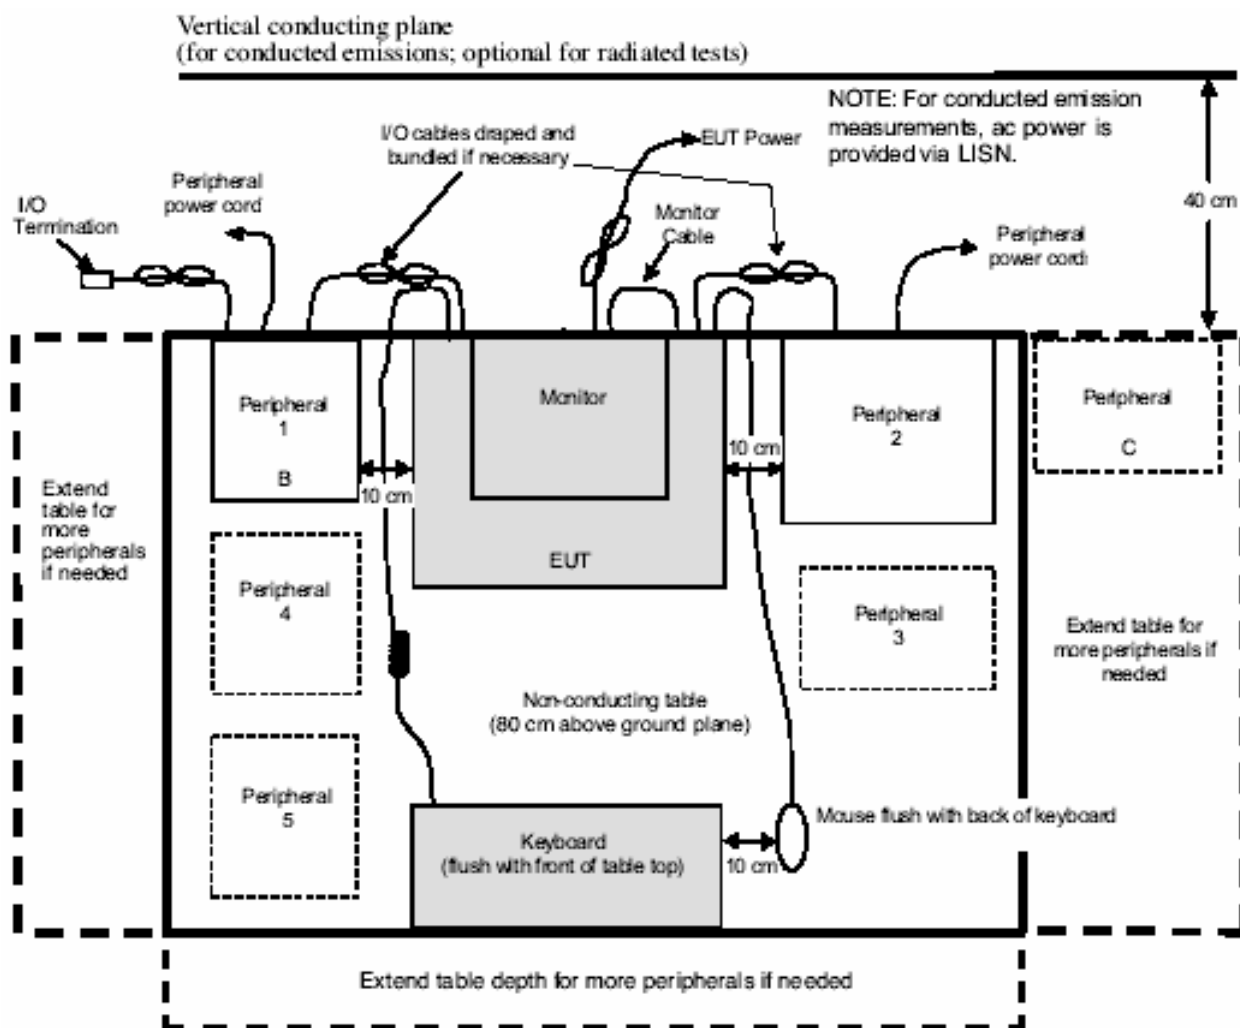 Vertical conducting plane
(for conducted emissions; optional for radiated tests)
NOTE: For conducted emission
measurements, ac power is
provided via LISN.
I/O cables draped and
bundled if necessary
EUT Power
40 cm
Peripheral
power cord
I/O
Termination
Monitor
Cable
Peripheral
power cord
Peripheral
1
B
Monitor
Peripheral
2
Peripheral
C
10 cm
10 cm
Extend
table for
more
peripherals
if needed
EUT
Peripheral
4
Peripheral
3
Extend table for
more peripherals if
needed
Non-conducting table
(80 cm above ground plane)
Peripheral
5
Mouse flush with back of keyboard
Keyboard
(flush with front of table top)
10 cm
Extend table depth for more peripherals if needed